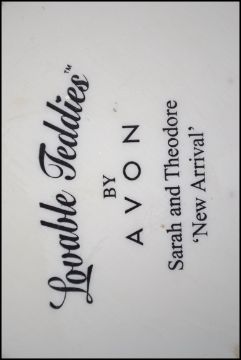 Lovable Teddies™
BY
AVON
Sarah and Theodore
'New Arrival'